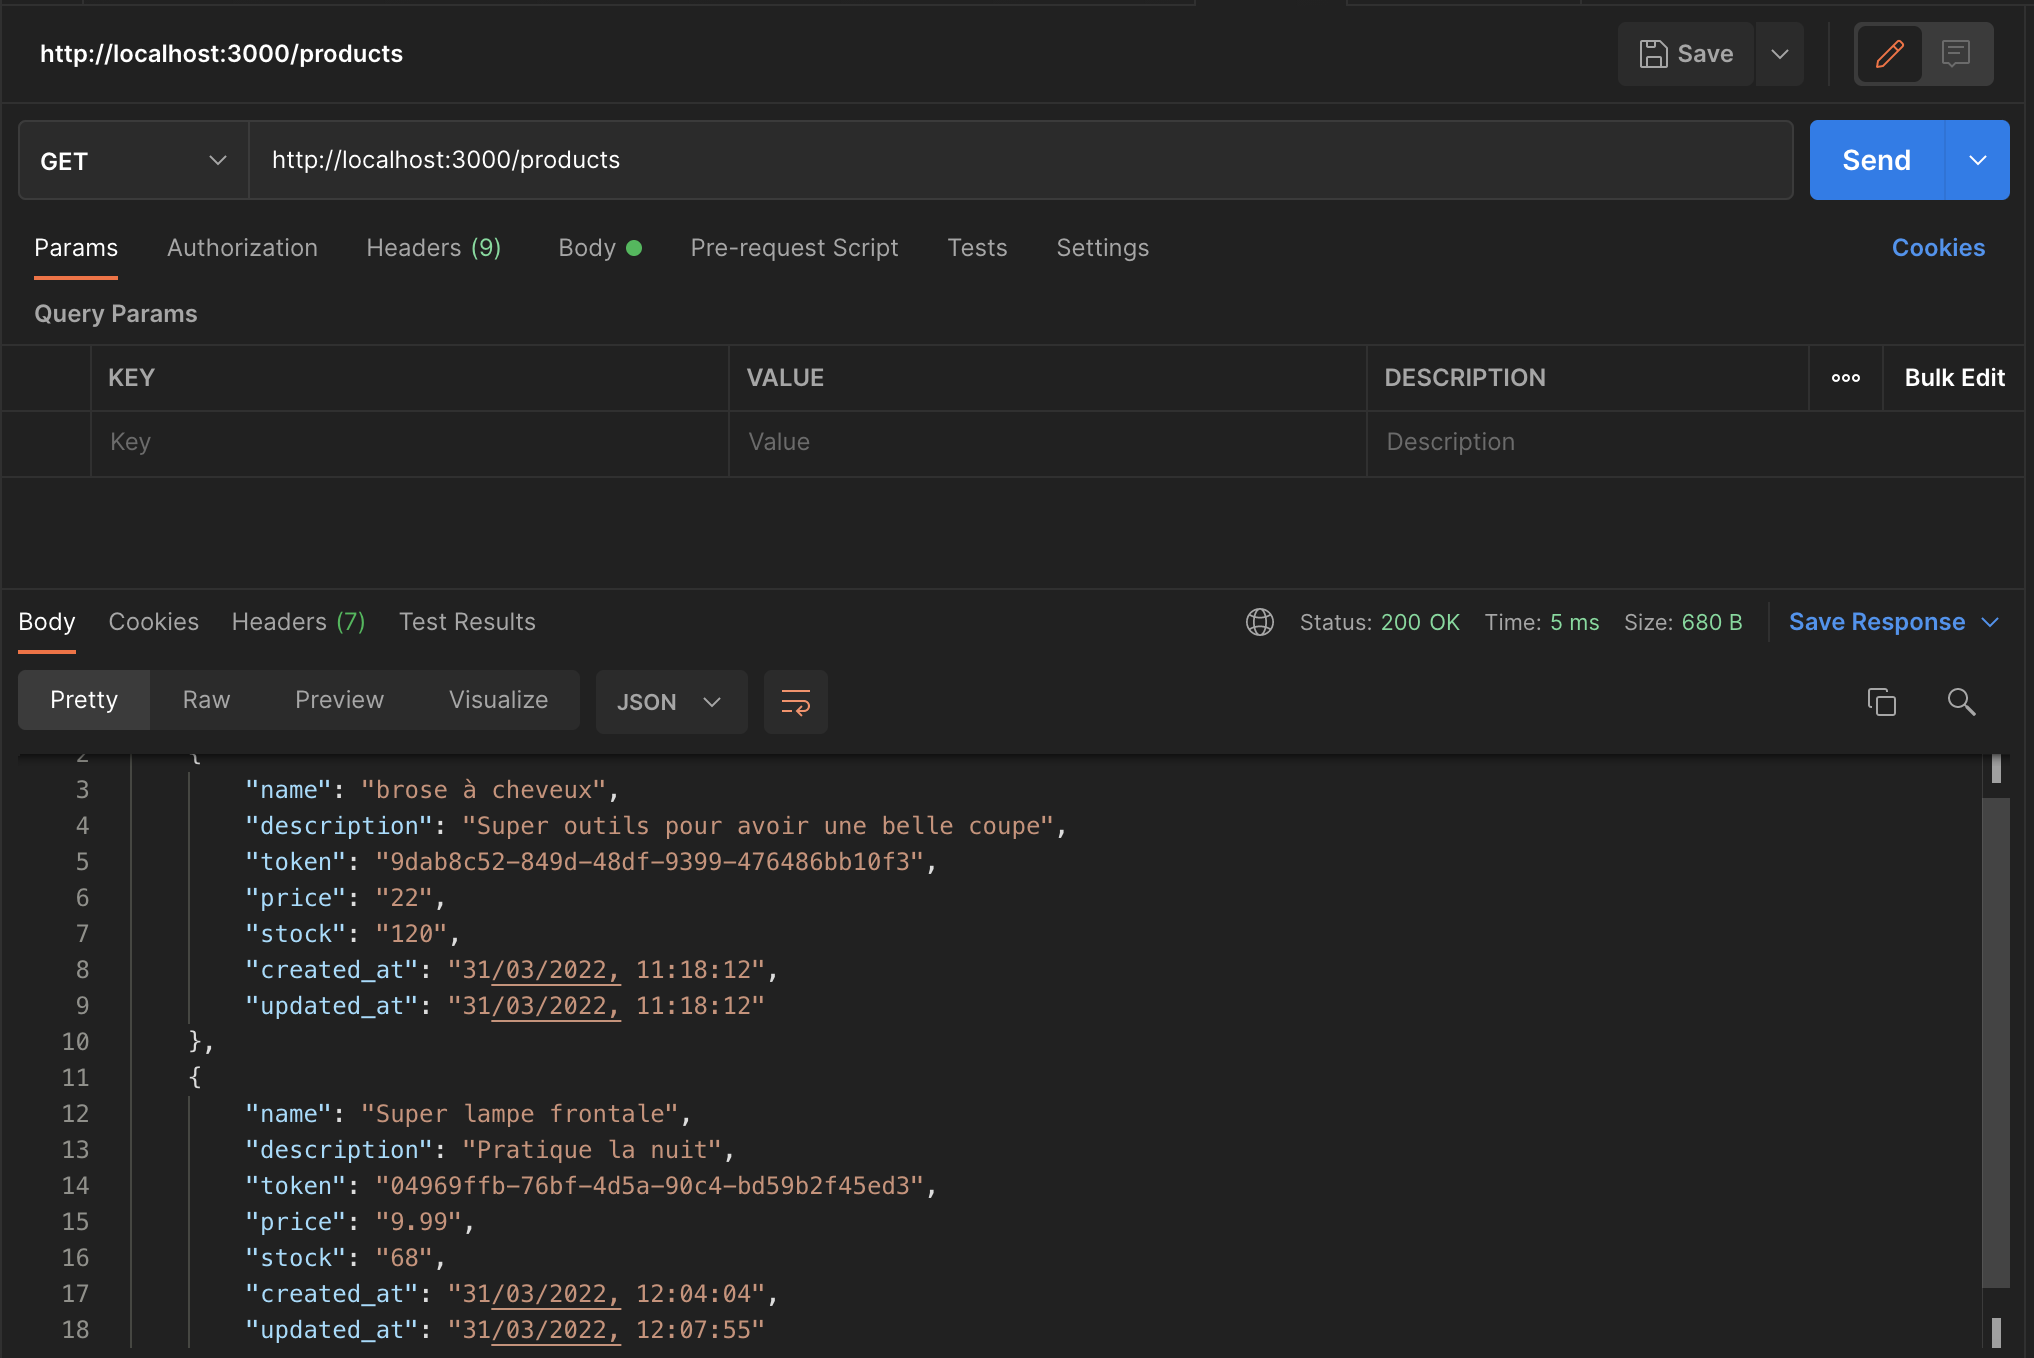 http://localhost:3000/products
Save
GET http://localhost:3000/products Send
Params Authorization Headers (9) Body Pre-request Script Tests Settings Cookies
Query Params
KEY VALUE DESCRIPTION ooo Bulk Edit
Key Value Description
Body Cookies Headers (7) Test Results Status: 200 OK Time: 5 ms Size: 680 B Save Response
Pretty Raw Preview Visualize JSON
2 {
3 "name": "brose à cheveux",
4 "description": "Super outils pour avoir une belle coupe",
5 "token": "9dab8c52-849d-48df-9399-476486bb10f3",
6 "price": "22",
7 "stock": "120",
8 "created_at": "31/03/2022, 11:18:12",
9 "updated_at": "31/03/2022, 11:18:12"
10 },
11 {
12 "name": "Super lampe frontale",
13 "description": "Pratique la nuit",
14 "token": "04969ffb-76bf-4d5a-90c4-bd59b2f45ed3",
15 "price": "9.99",
16 "stock": "68",
17 "created_at": "31/03/2022, 12:04:04",
18 "updated_at": "31/03/2022, 12:07:55"